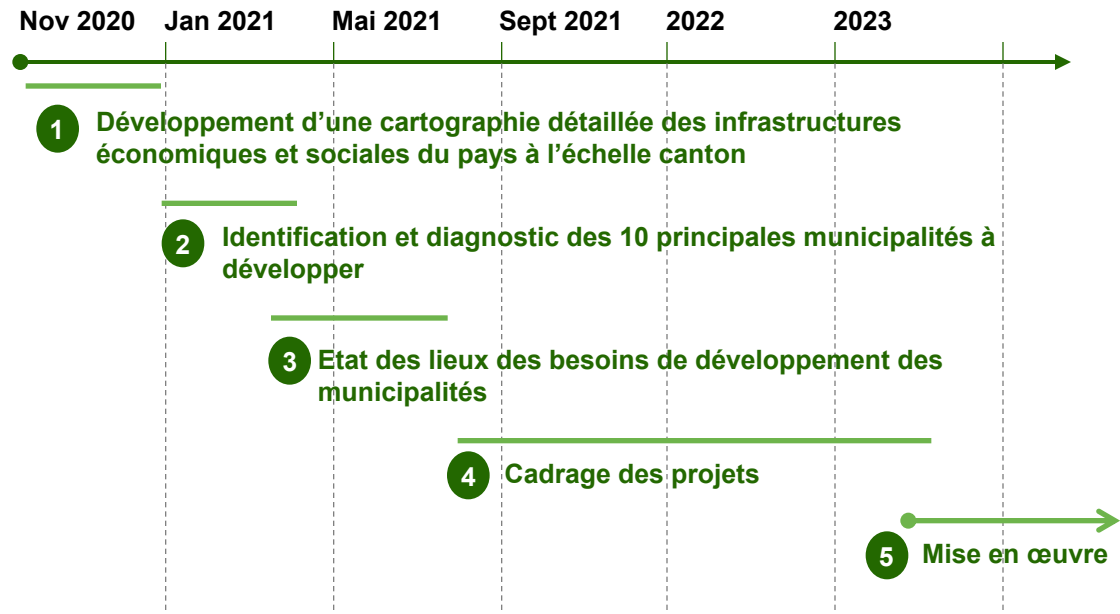 Nov 2020 Jan 2021 Mai 2021 Sept 2021 2022 2023
1 Développement d’une cartographie détaillée des infrastructures
économiques et sociales du pays à l’échelle canton
2 Identification et diagnostic des 10 principales municipalités à
développer
3 Etat des lieux des besoins de développement des
municipalités
4 Cadrage des projets
5 Mise en œuvre